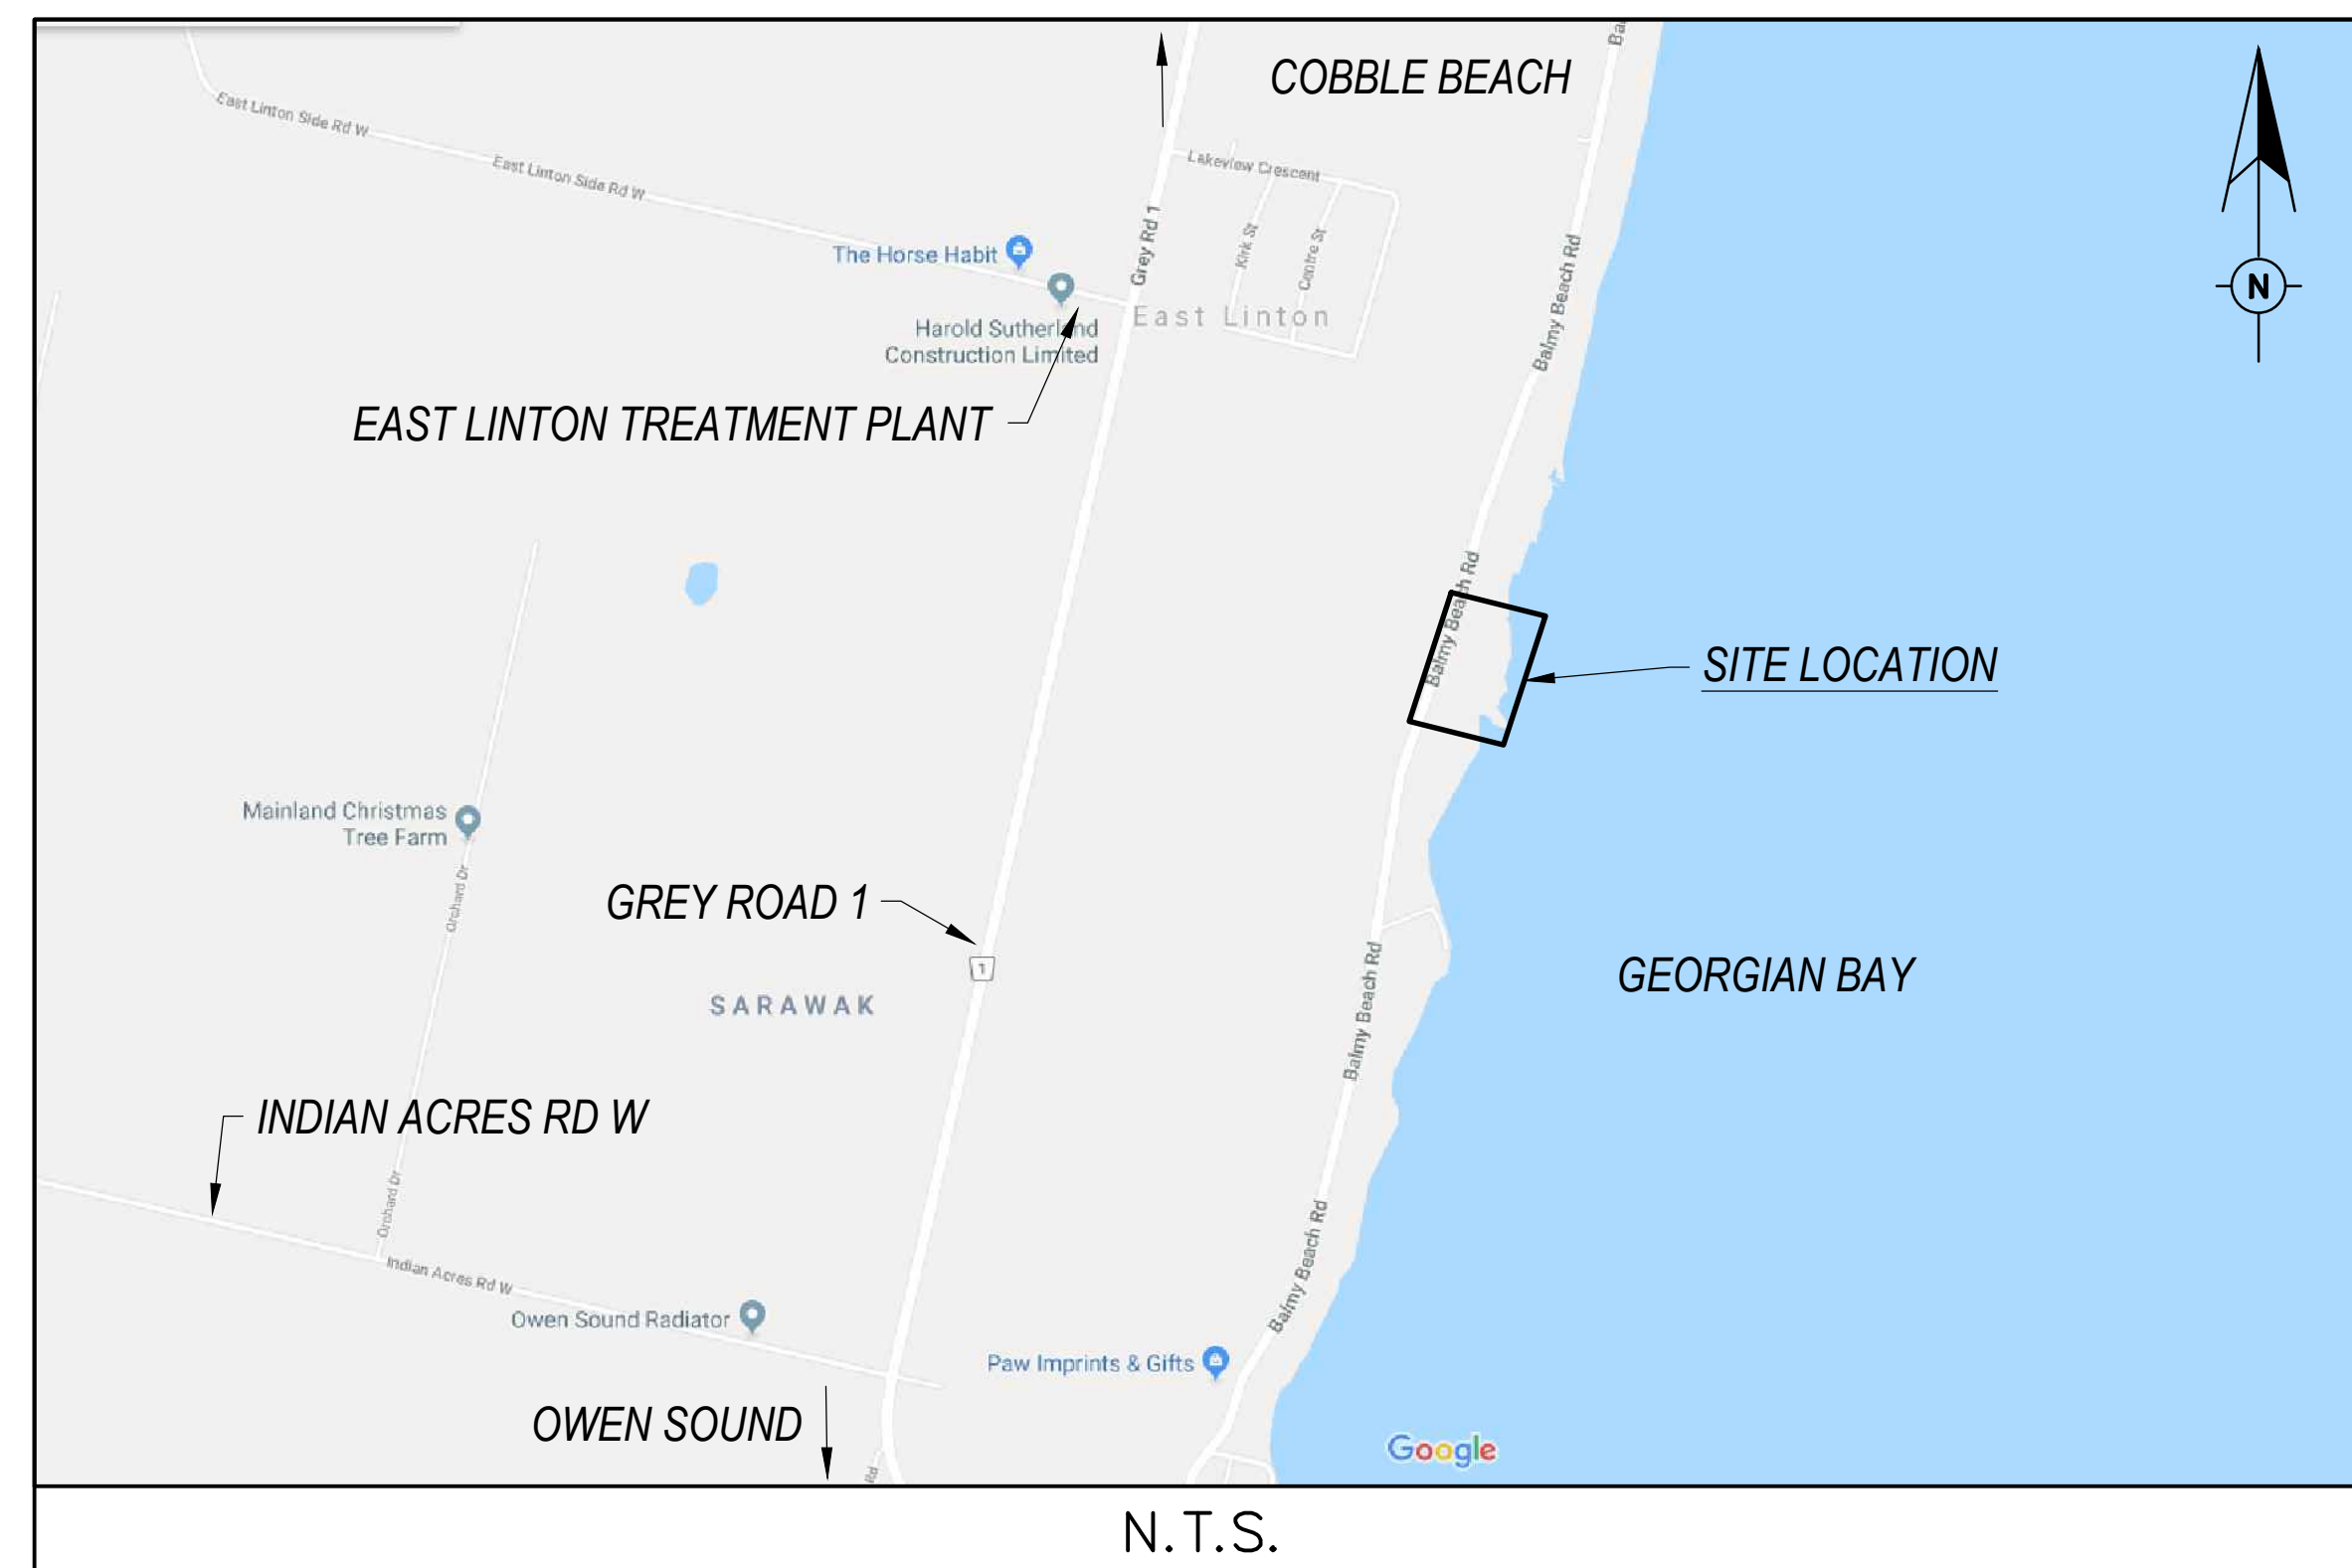 Ba
COBBLE BEACH
East Linton Side Rd W
East Linton Side Rd W
Lakeview Crescent
Grey Rd 1
Kirk St
Centre St
Balmy Beach Rd
The Horse Habit
N
Harold Sutherland
Construction Limited
East Linton
EAST LINTON TREATMENT PLANT
Balmy Beach Rd
SITE LOCATION
Mainland Christmas
Tree Farm
Orchard Dr
GREY ROAD 1
1
SARAWAK
Balmy Beach Rd
GEORGIAN BAY
INDIAN ACRES RD W
Orchard Dr
Indian Acres Rd W
Balmy Beach Rd
Owen Sound Radiator
Paw Imprints & Gifts
OWEN SOUND
Rd
Google
N.T.S.